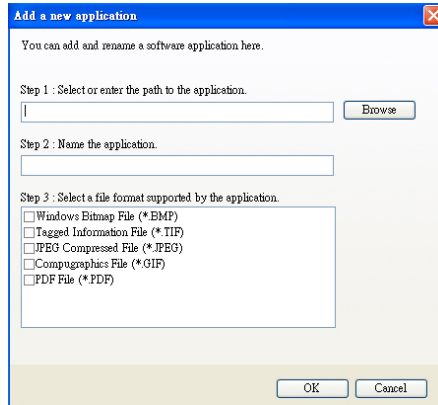 Add a new application
You can add and rename a software application here.
Step 1 : Select or enter the path to the application.
Browse
Step 2 : Name the application.
Step 3 : Select a file format supported by the application.
Windows Bitmap File (*.BMP)
Tagged Information File (*.TIF)
JPEG Compressed File (*.JPEG)
Compugraphics File (*.GIF)
PDF File (*.PDF)
OK Cancel